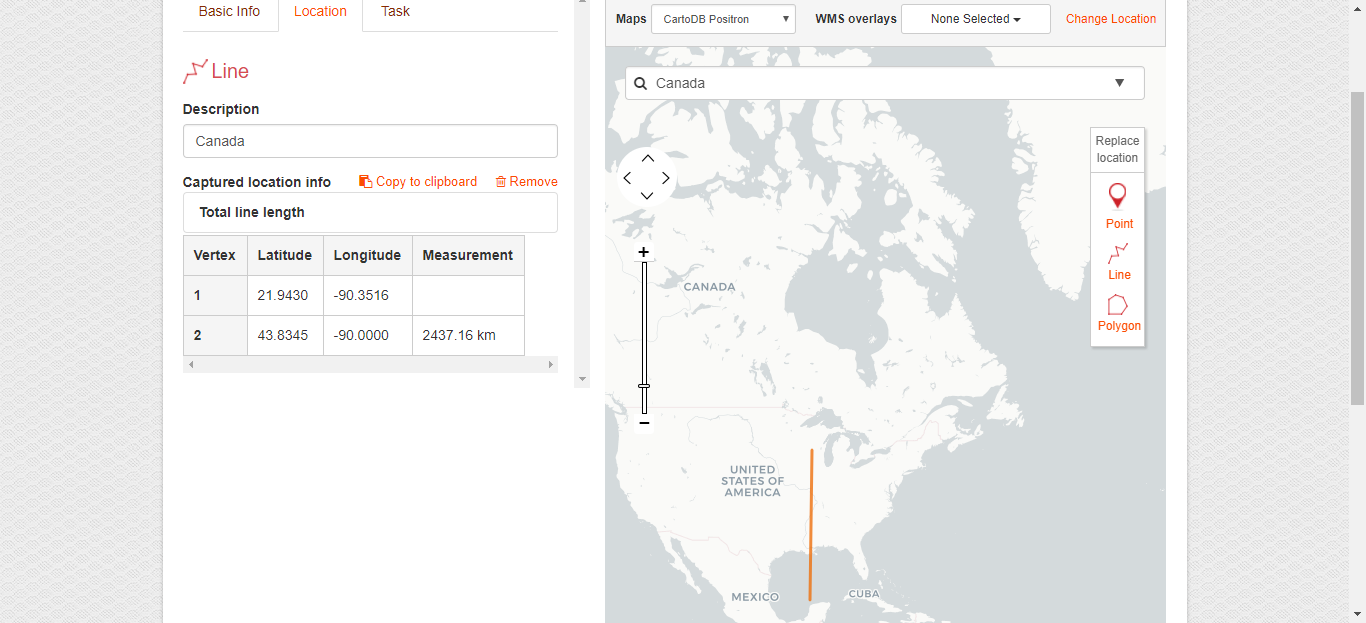 Basic Info
Location
Task
Line
Description
Canada
Captured location info
Copy to clipboard
Remove
Total line length
Vertex Latitude Longitude Measurement
1 21.9430 -90.3516
2 43.8345 -90.0000 2437.16 km
Maps
CartoDB Positron
WMS overlays
None Selected
Change Location
Canada
Replace
location
Point
Line
Polygon
+
−
CANADA
UNITED
STATES OF
AMERICA
MEXICO
CUBA